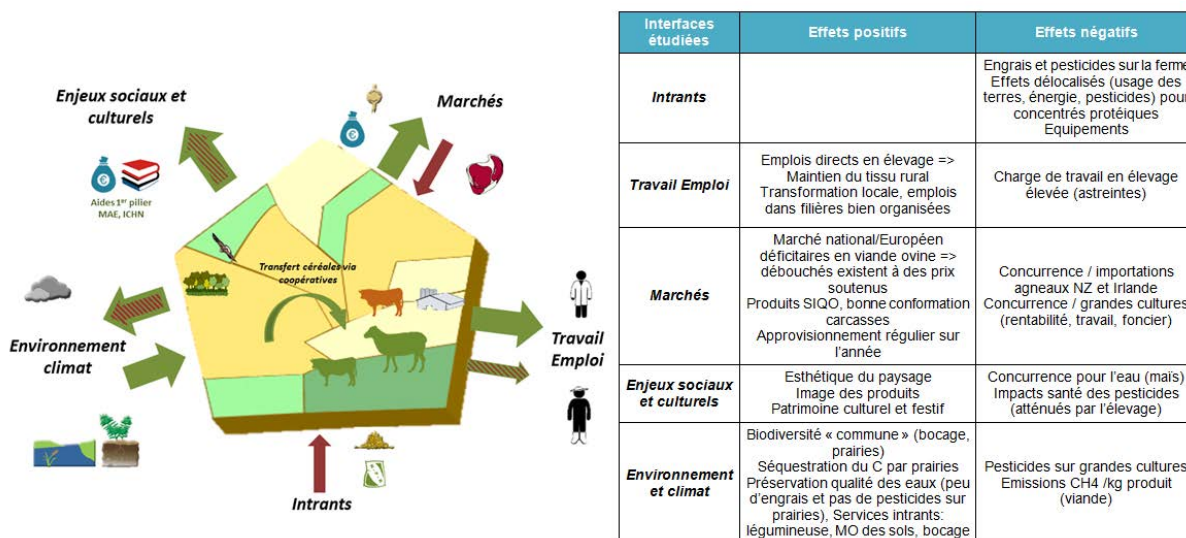 Enjeux sociaux et
culturels
Marchés
Aides 1er pilier
MAE, ICHN
Transfert céréales via
coopératives
Environnement
climat
Travail
Emploi
Intrants
Interfaces
étudiées
Effets positifs
Effets négatifs
Intrants
Engrais et pesticides sur la ferme
Effets délocalisés (usage des
terres, énergie, pesticides) pour
concentrés protéiques
Equipements
Travail Emploi
Emplois directs en élevage =>
Maintien du tissu rural
Transformation locale, emplois
dans filières bien organisées
Charge de travail en élevage
élevée (astreintes)
Marchés
Marché national/Européen
déficitaires en viande ovine =>
débouchés existent à des prix
soutenus
Produits SIQO, bonne conformation
carcasses
Approvisionnement régulier sur
l'année
Concurrence / importations
agneaux NZ et Irlande
Concurrence / grandes cultures
(rentabilité, travail, foncier)
Enjeux sociaux
et culturels
Esthétique du paysage
Image des produits
Patrimoine culturel et festif
Concurrence pour l'eau (maïs)
Impacts santé des pesticides
(atténués par l'élevage)
Environnement
et climat
Biodiversité « commune » (bocage,
prairies)
Séquestration du C par prairies
Préservation qualité des eaux (peu
d'engrais et pas de pesticides sur
prairies), Services intrants:
légumineuse, MO des sols, bocage
Pesticides sur grandes cultures
Emissions CH4 /kg produit
(viande)